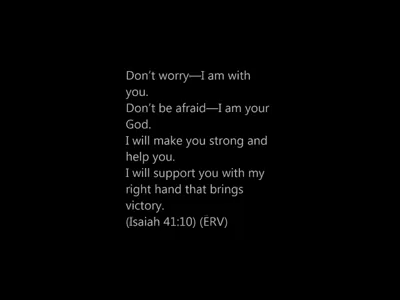 Don't worry—I am with
you.
Don't be afraid—I am your
God.
I will make you strong and
help you.
I will support you with my
right hand that brings
victory.
(Isaiah 41:10) (ERV)